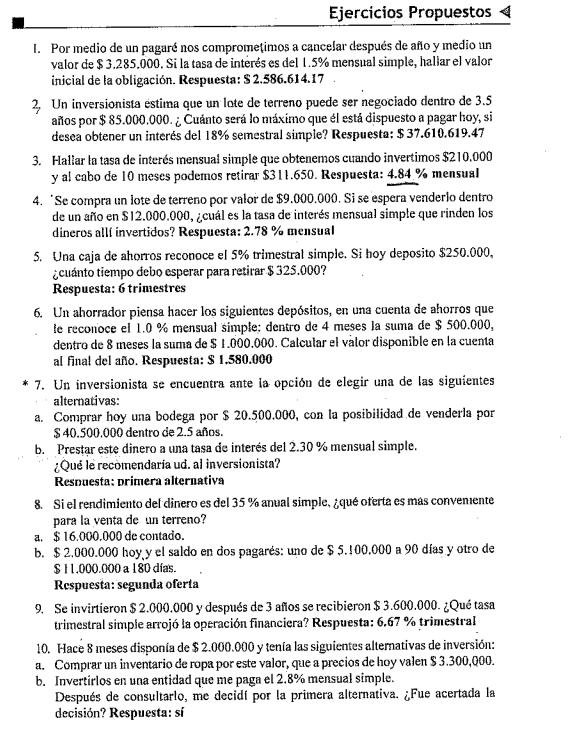 Ejercicios Propuestos
1. Por medio de un pagaré nos comprometimos a cancelar después de año y medio un
valor de $ 3.285.000. Si la tasa de interés es del 1.5% mensual simple, hallar el valor
inicial de la obligación. Respuesta: $ 2.586.614.17
2. Un inversionista estima que un lote de terreno puede ser negociado dentro de 3.5
años por $ 85.000.000. ¿ Cuánto será lo máximo que él está dispuesto a pagar hoy, si
desea obtener un interés del 18% semestral simple? Respuesta: $ 37.610.619.47
3. Hallar la tasa de interés mensual simple que obtenemos cuando invertimos $210.000
y al cabo de 10 meses podemos retirar $311.650. Respuesta: 4.84 % mensual
4. Se compra un lote de terreno por valor de $9.000.000. Si se espera venderlo dentro
de un año en $12.000.000, ¿cuál es la tasa de interés mensual simple que rinden los
dineros allí invertidos? Respuesta: 2.78 % mensual
5. Una caja de ahorros reconoce el 5% trimestral simple. Si hoy deposito $250.000,
¿cuánto tiempo debo esperar para retirar $ 325.000?
Respuesta: 6 trimestres
6. Un ahorrador piensa hacer los siguientes depósitos, en una cuenta de ahorros que
le reconoce el 1.0 % mensual simple: dentro de 4 meses la suma de $ 500.000,
dentro de 8 meses la suma de $ 1.000.000. Calcular el valor disponible en la cuenta
al final del año. Respuesta: $ 1.580.000
* 7. Un inversionista se encuentra ante la opción de elegir una de las siguientes
alternativas:
a. Comprar hoy una bodega por $ 20.500.000, con la posibilidad de venderla por
$ 40.500.000 dentro de 2.5 años.
b. Prestar este dinero a una tasa de interés del 2.30 % mensual simple.
¿Qué le recomendaría ud. al inversionista?
Respuesta: primera alternativa
8. Si el rendimiento del dinero es del 35 % anual simple, ¿qué oferta es más conveniente
para la venta de un terreno?
a. $ 16.000.000 de contado.
b. $ 2.000.000 hoy y el saldo en dos pagarés: uno de $ 5.100.000 a 90 días y otro de
$ 11.000.000 a 180 días.
Respuesta: segunda oferta
9. Se invirtieron $ 2.000.000 y después de 3 años se recibieron $ 3.600.000. ¿Qué tasa
trimestral simple arrojó la operación financiera? Respuesta: 6.67 % trimestral
10. Hace 8 meses disponía de $ 2.000.000 y tenía las siguientes alternativas de inversión:
a. Comprar un inventario de ropa por este valor, que a precios de hoy valen $ 3.300,000.
b. Invertirlos en una entidad que me paga el 2.8% mensual simple.
Después de consultarlo, me decidí por la primera alternativa. ¿Fue acertada la
decisión? Respuesta: sí